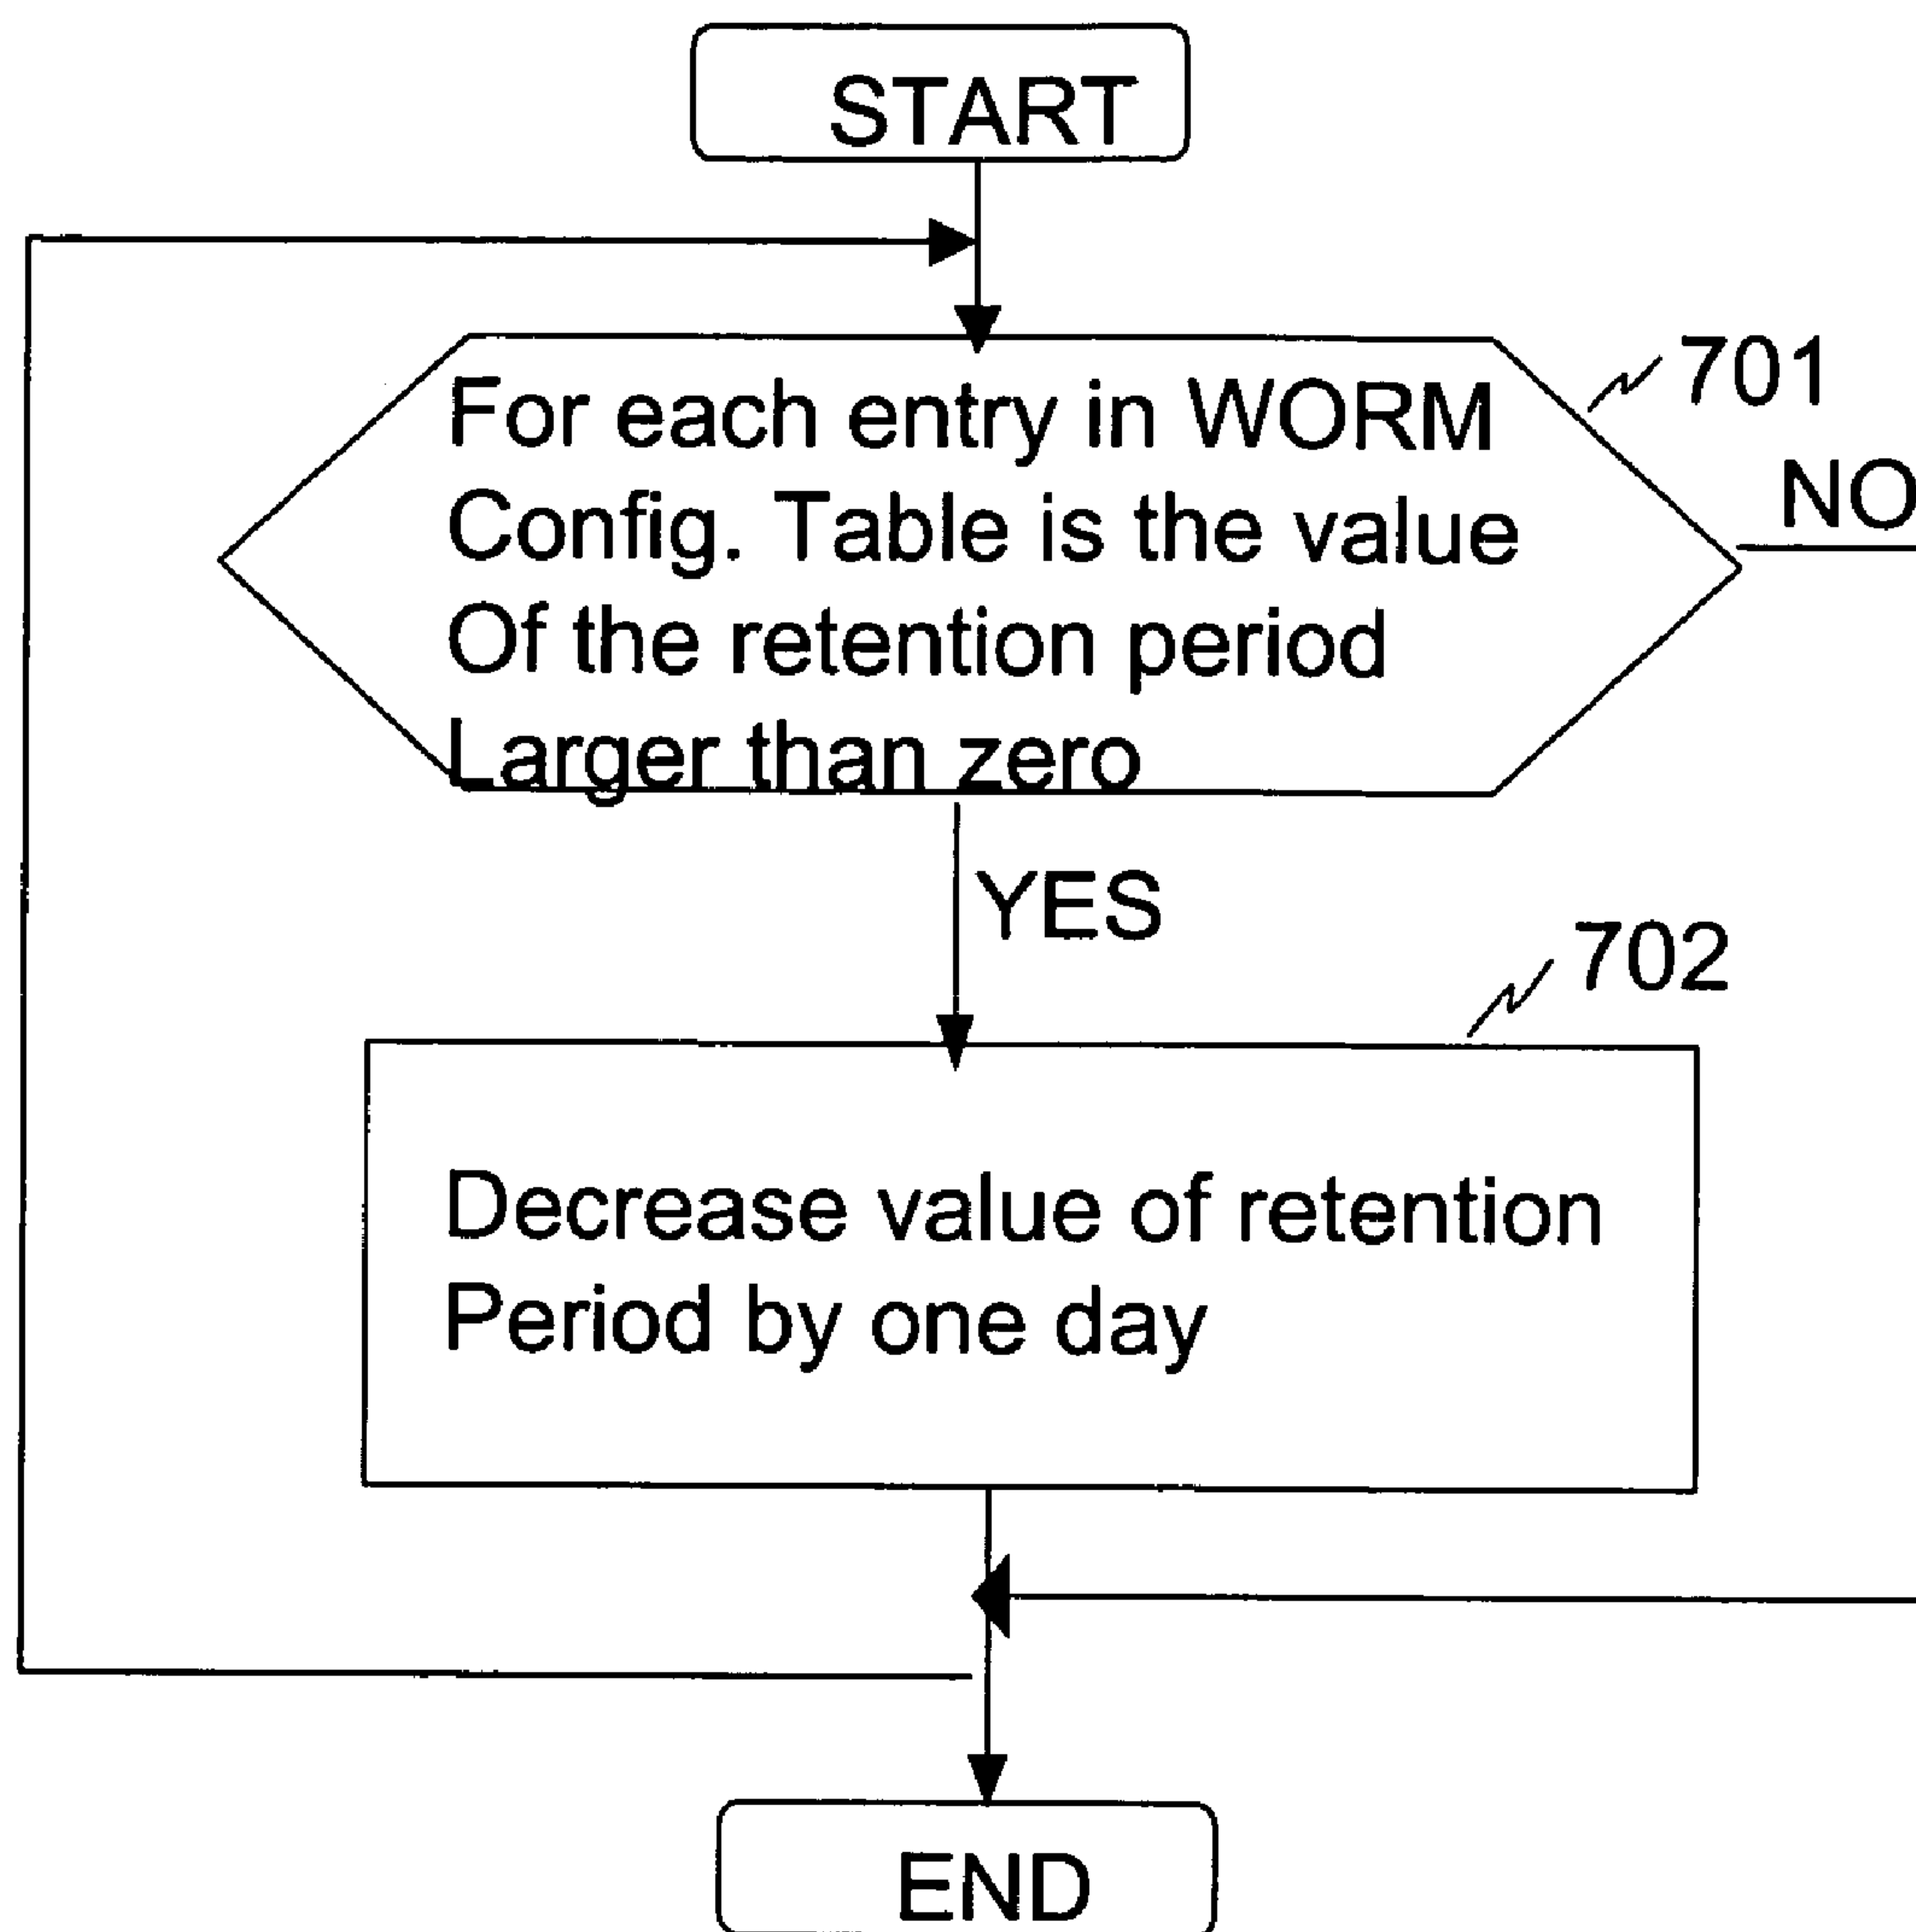 START
For each entry in WORM
Config. Table is the value
Of the retention period
Larger than zero
701
NO
YES
702
Decrease value of retention
Period by one day
END